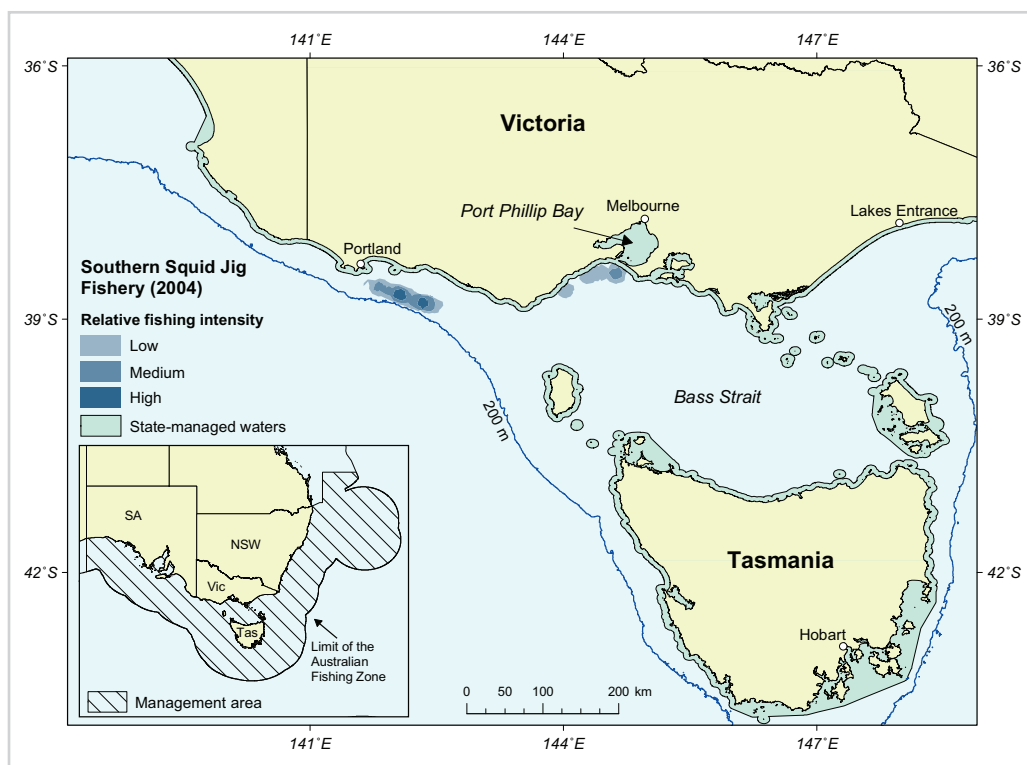 141˚E 144˚E 147˚E
36°S 36°S
Victoria
Port Phillip Bay
Melbourne
Lakes Entrance
Portland
Southern Squid Jig
Fishery (2004)
Relative fishing intensity
Low
Medium
High
State-managed waters
39°S 39°S
200 m
200 m
Bass Strait
SA
NSW
Vic
Tas
Limit of the
Australian
Fishing Zone
Management area
Tasmania
42°S 42°S
Hobart
0 50 100 200 km
141˚E 144˚E 147˚E